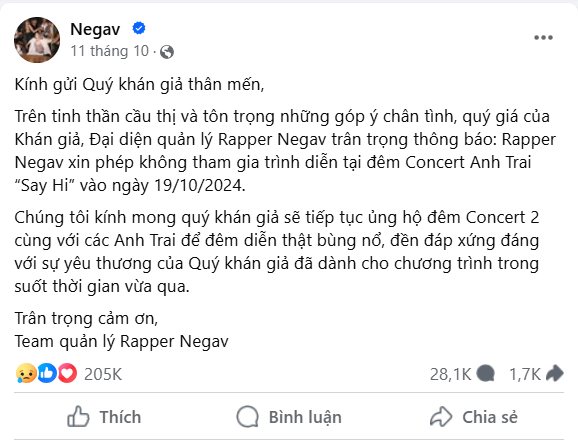 Negav
11 tháng 10 ·
Kính gửi Quý khán giả thân mến,
Trên tinh thần cầu thị và tôn trọng những góp ý chân tình, quý giá của
Khán giả, Đại diện quản lý Rapper Negav trân trọng thông báo: Rapper
Negav xin phép không tham gia trình diễn tại đêm Concert Anh Trai
“Say Hi” vào ngày 19/10/2024.
Chúng tôi kính mong quý khán giả sẽ tiếp tục ủng hộ đêm Concert 2
cùng với các Anh Trai để đêm diễn thật bùng nổ, đền đáp xứng đáng
với sự yêu thương của Quý khán giả đã dành cho chương trình trong
suốt thời gian vừa qua.
Trân trọng cảm ơn,
Team quản lý Rapper Negav
205K 28,1K 1,7K
Thích Bình luận Chia sẻ